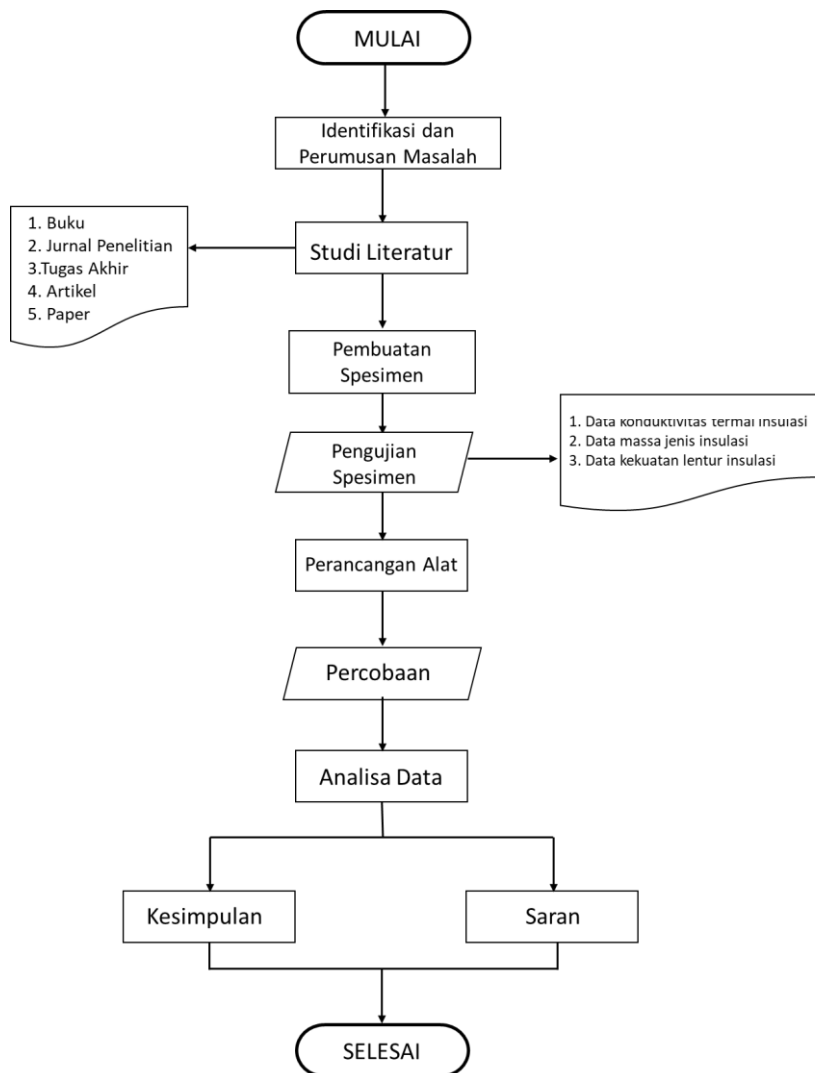 MULAI
Identifikasi dan
Perumusan Masalah
1. Buku
2. Jurnal Penelitian
3.Tugas Akhir
4. Artikel
5. Paper
Studi Literatur
Pembuatan
Spesimen
Pengujian
Spesimen
1. Data konduktivitas termal insulasi
2. Data massa jenis insulasi
3. Data kekuatan lentur insulasi
Perancangan Alat
Percobaan
Analisa Data
Kesimpulan
Saran
SELESAI